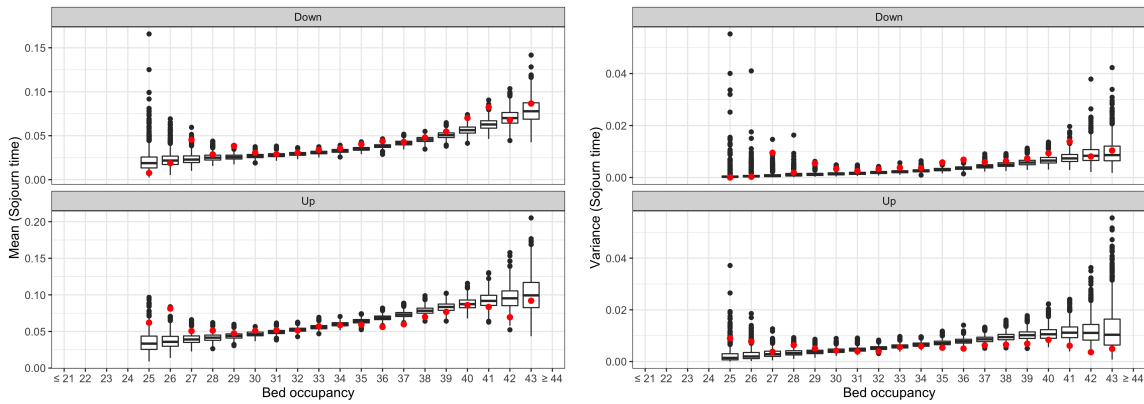 Down
Mean (Sojourn time)
0.15
0.10
0.05
0.00
Up
0.20
0.15
0.10
0.05
0.00
≤ 21 22 23 24 25 26 27 28 29 30 31 32 33 34 35 36 37 38 39 40 41 42 43 ≥ 44
Bed occupancy
Down
Variance (Sojourn time)
0.04
0.02
0.00
Up
0.04
0.02
0.00
≤ 21 22 23 24 25 26 27 28 29 30 31 32 33 34 35 36 37 38 39 40 41 42 43 ≥ 44
Bed occupancy